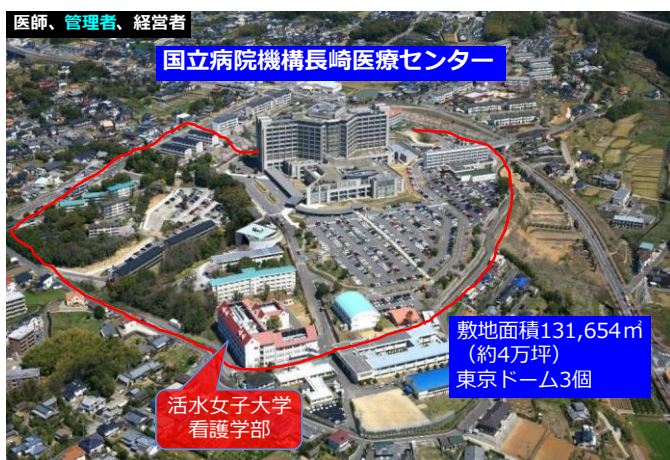 医師、管理者、経営者
国立病院機構長崎医療センター
敷地面積131,654㎡
（約4万坪）
東京ドーム3個
活水女子大学
看護学部